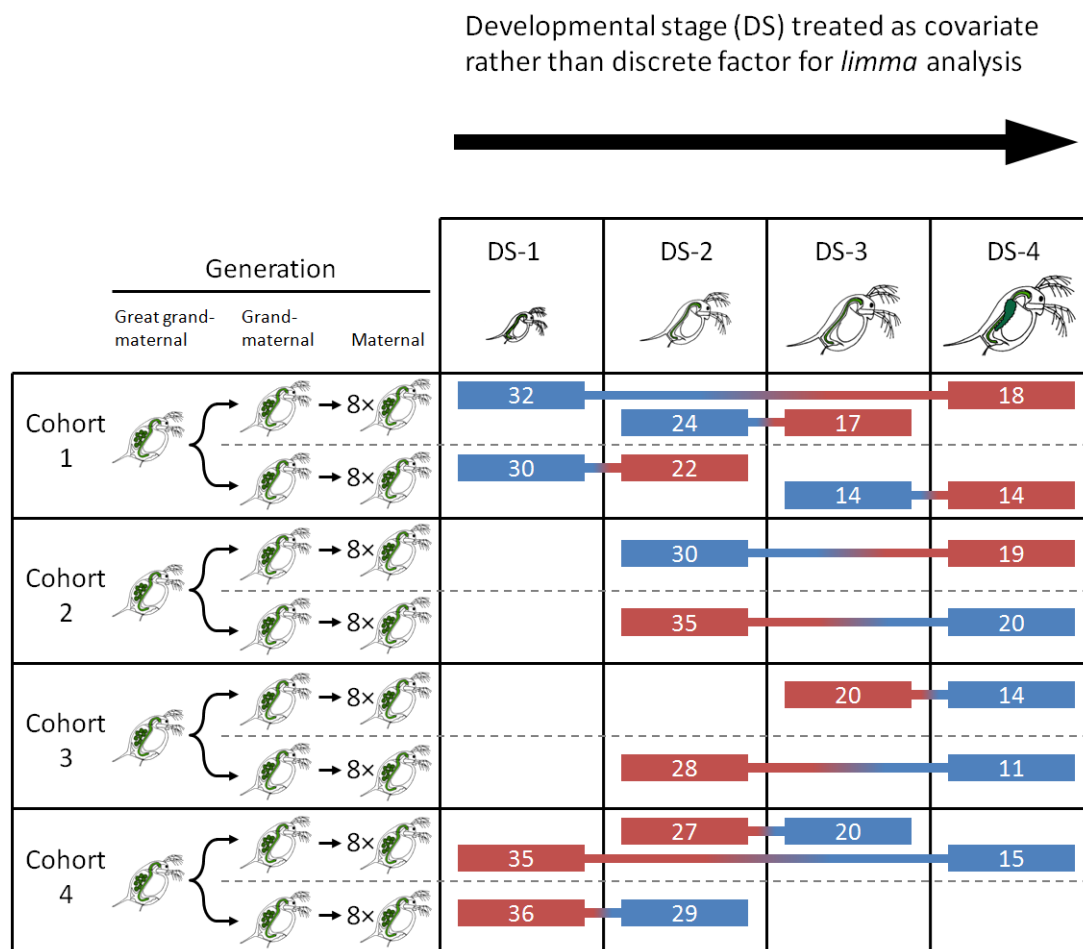 Developmental stage (DS) treated as covariate
rather than discrete factor for limma analysis
DS-1 DS-2 DS-3 DS-4
Generation
Great grand-
maternal
Grand-
maternal
Maternal
Cohort
1
8×
8×
32 18
24 17
30 22
14 14
Cohort
2
8×
8×
30 19
35 20
Cohort
3
8×
8×
20 14
28 11
Cohort
4
8×
8×
27 20
35 15
36 29